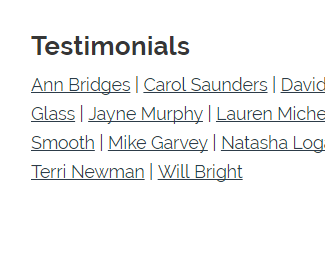 Testimonials
Ann Bridges | Carol Saunders | David
Glass | Jayne Murphy | Lauren Miche
Smooth | Mike Garvey | Natasha Log
Terri Newman | Will Bright